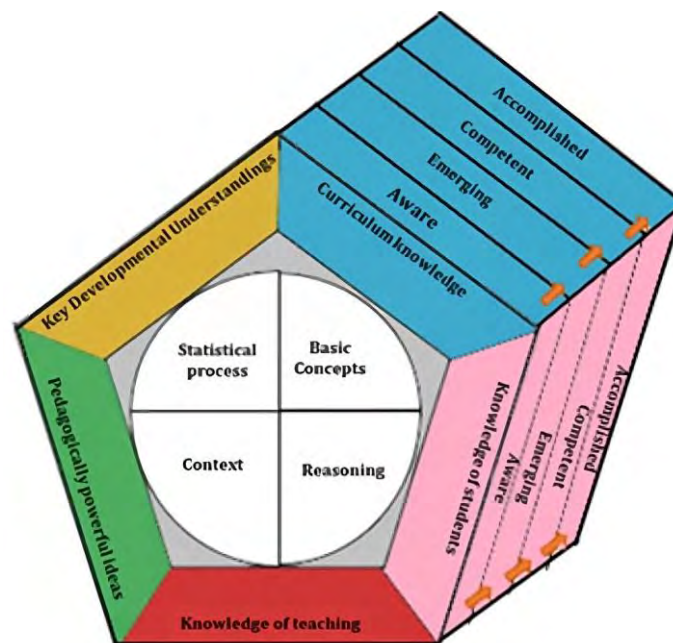 Accomplished
Competent
Emerging
Aware
Curriculum knowledge
Key Developmental Understandings
Statistical
process
Basic
Concepts
Context
Reasoning
Pedagogically powerful ideas
Knowledge of teaching
Knowledge of students
Aware
Emerging
Competent
Accomplished